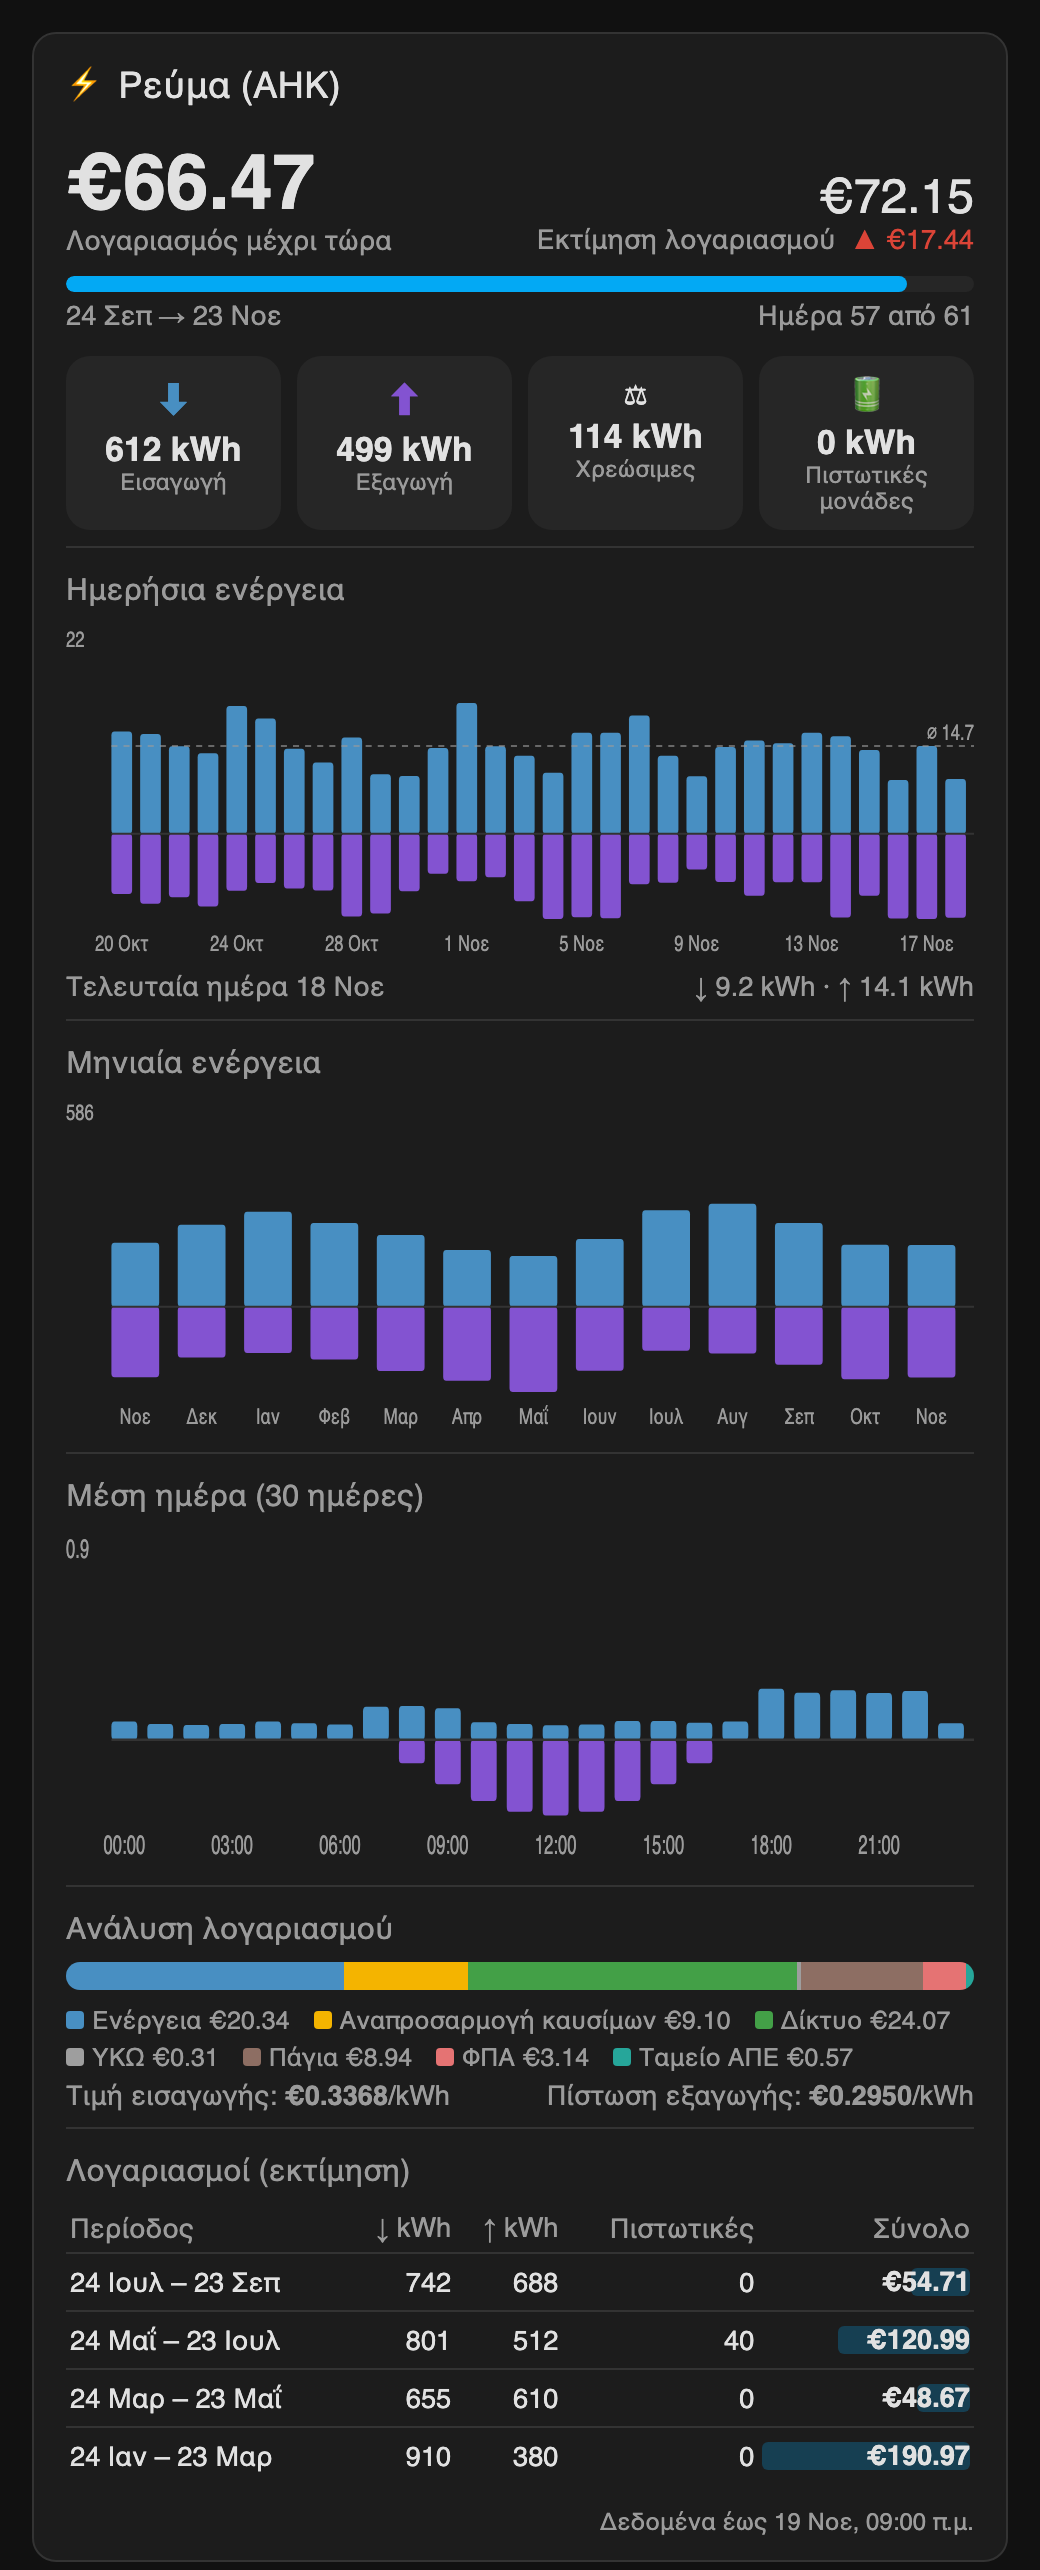 ⚡ Ρεύμα (ΑΗΚ)
€66.47
€72.15
Λογαριασμός μέχρι τώρα
Εκτίμηση λογαριασμού ▲ €17.44
24 Σεπ → 23 Νοε
Ημέρα 57 από 61
612 kWh
Εισαγωγή
499 kWh
Εξαγωγή
114 kWh
Χρεώσιμες
0 kWh
Πιστωτικές
μονάδες
Ημερήσια ενέργεια
22
⌀ 14.7
20 Οκτ 24 Οκτ 28 Οκτ 1 Νοε 5 Νοε 9 Νοε 13 Νοε 17 Νοε
Τελευταία ημέρα 18 Νοε
↓ 9.2 kWh · ↑ 14.1 kWh
Μηνιαία ενέργεια
586
Νοε Δεκ Ιαν Φεβ Μαρ Απρ Μαΐ Ιουν Ιουλ Αυγ Σεπ Οκτ Νοε
Μέση ημέρα (30 ημέρες)
0.9
00:00 03:00 06:00 09:00 12:00 15:00 18:00 21:00
Ανάλυση λογαριασμού
Ενέργεια €20.34 Αναπροσαρμογή καυσίμων €9.10 Δίκτυο €24.07
ΥΚΩ €0.31 Πάγια €8.94 ΦΠΑ €3.14 Ταμείο ΑΠΕ €0.57
Τιμή εισαγωγής: €0.3368/kWh
Πίστωση εξαγωγής: €0.2950/kWh
Λογαριασμοί (εκτίμηση)
Περίοδος ↓ kWh ↑ kWh Πιστωτικές Σύνολο
24 Ιουλ – 23 Σεπ 742 688 0 €54.71
24 Μαΐ – 23 Ιουλ 801 512 40 €120.99
24 Μαρ – 23 Μαΐ 655 610 0 €48.67
24 Ιαν – 23 Μαρ 910 380 0 €190.97
Δεδομένα έως 19 Νοε, 09:00 π.μ.